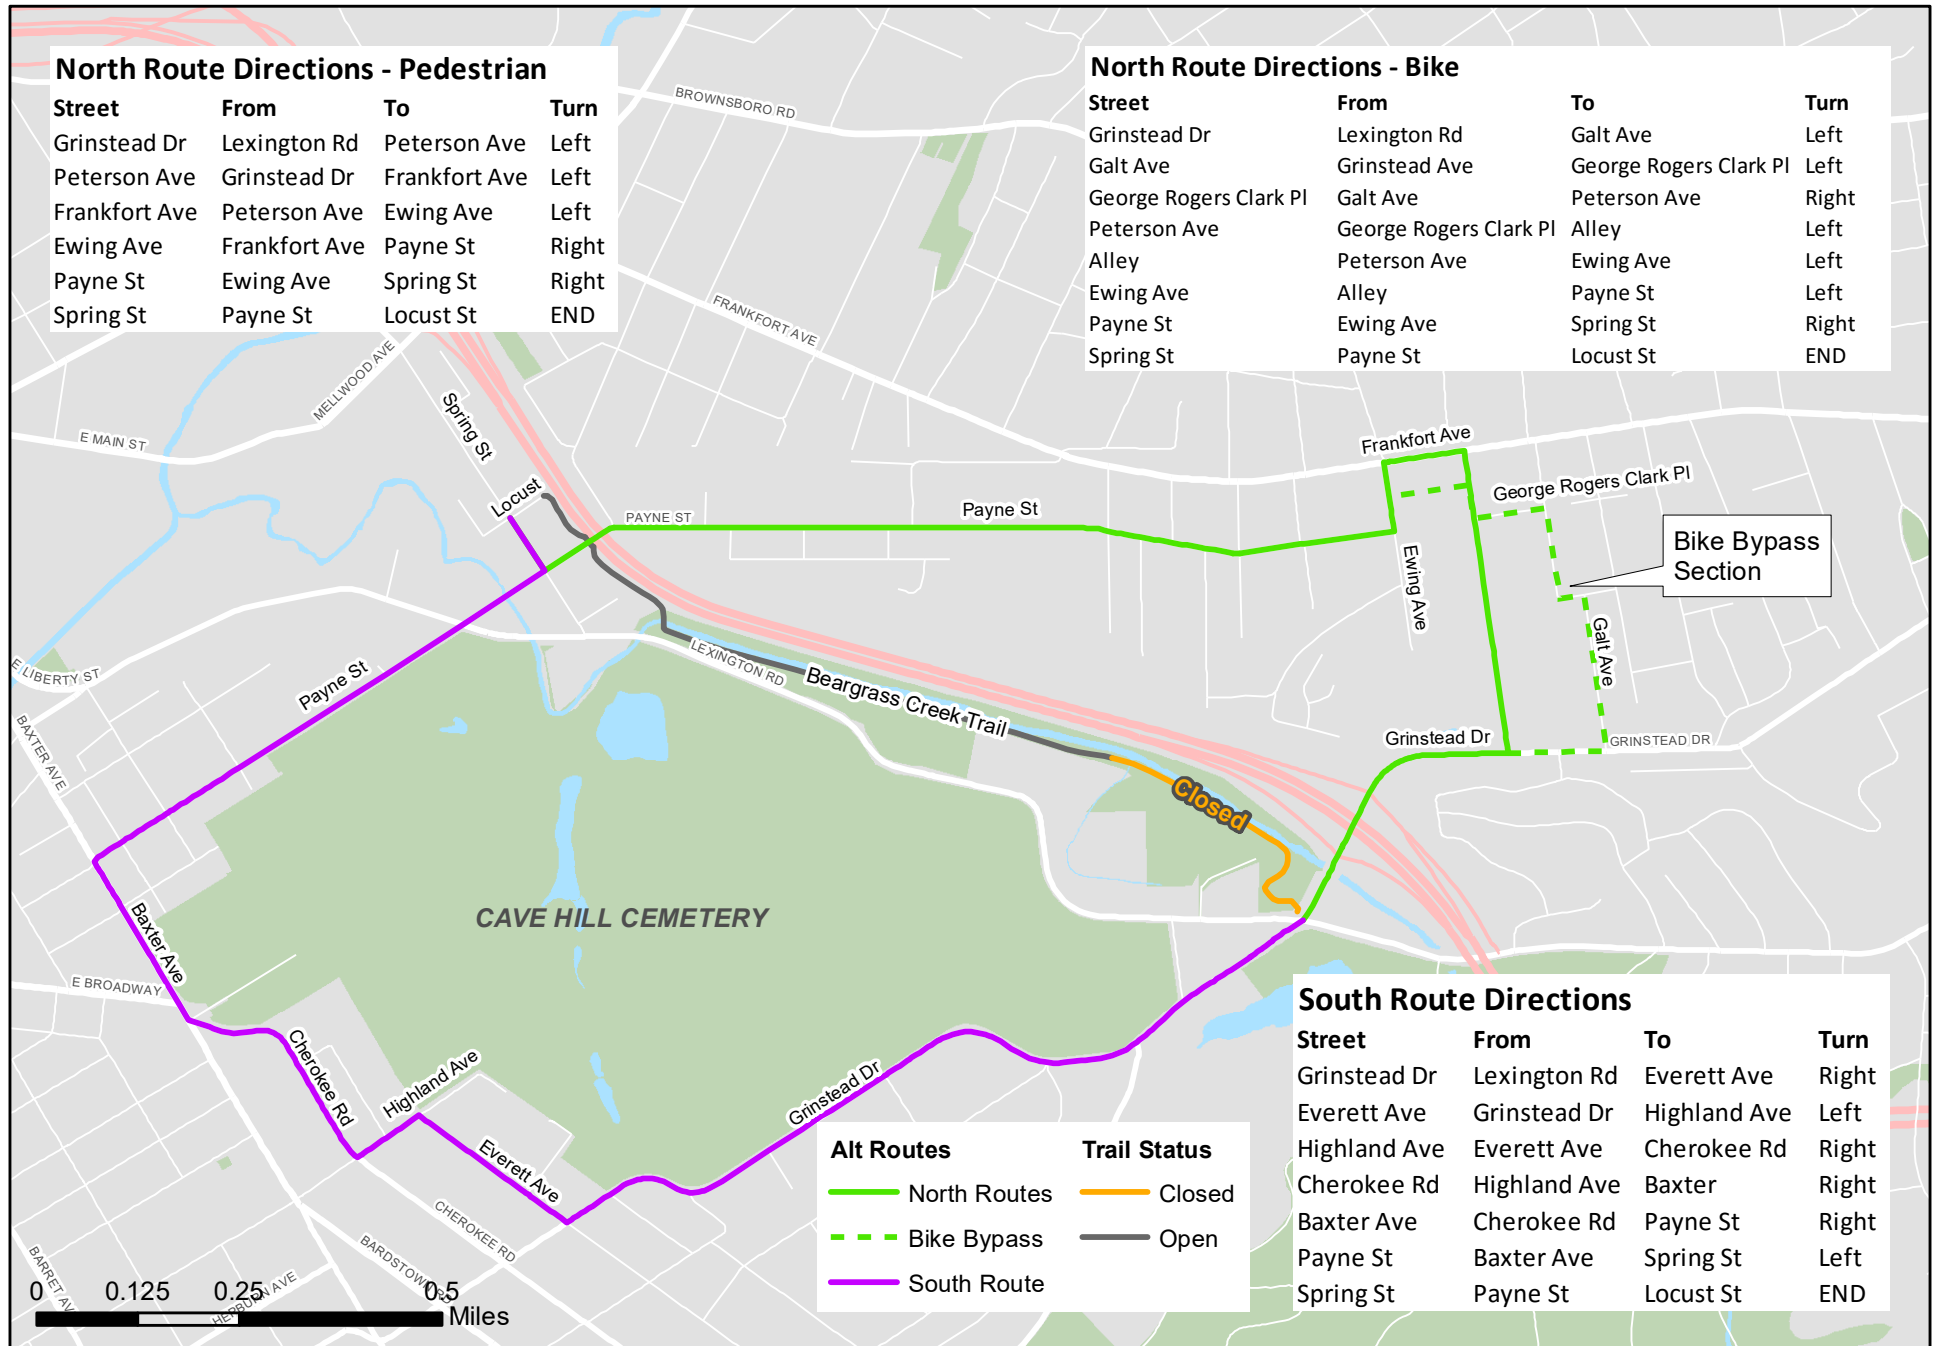 North Route Directions - Pedestrian
Street From To Turn
Grinstead Dr Lexington Rd Peterson Ave Left
Peterson Ave Grinstead Dr Frankfort Ave Left
Frankfort Ave Peterson Ave Ewing Ave Left
Ewing Ave Frankfort Ave Payne St Right
Payne St Ewing Ave Spring St Right
Spring St Payne St Locust St END
North Route Directions - Bike
Street From To Turn
Grinstead Dr Lexington Rd Galt Ave Left
Galt Ave Grinstead Ave George Rogers Clark Pl Left
George Rogers Clark Pl Galt Ave Peterson Ave Right
Peterson Ave George Rogers Clark Pl Alley Left
Alley Peterson Ave Ewing Ave Left
Ewing Ave Alley Payne St Left
Payne St Ewing Ave Spring St Right
Spring St Payne St Locust St END
BROWNSBORO RD
FRANKFORT AVE
MELLWOOD AVE
E MAIN ST
Spring St
Locust
PAYNE ST
Payne St
Frankfort Ave
George Rogers Clark Pl
Bike Bypass
Section
Ewing Ave
Galt Ave
Grinstead Dr
GRINSTEAD DR
E LIBERTY ST
Payne St
LEXINGTON RD
Beargrass Creek Trail
BAXTER AVE
Closed
CAVE HILL CEMETERY
Baxter Ave
E BROADWAY
Cherokee Rd
Highland Ave
Everett Ave
Grinstead Dr
CHEROKEE RD
BARDSTOWN RD
BARRET AV
HEPBURN AVE
0 0.125 0.25 0.5
Miles
Alt Routes Trail Status
North Routes Closed
Bike Bypass Open
South Route
South Route Directions
Street From To Turn
Grinstead Dr Lexington Rd Everett Ave Right
Everett Ave Grinstead Dr Highland Ave Left
Highland Ave Everett Ave Cherokee Rd Right
Cherokee Rd Highland Ave Baxter Right
Baxter Ave Cherokee Rd Payne St Right
Payne St Baxter Ave Spring St Left
Spring St Payne St Locust St END